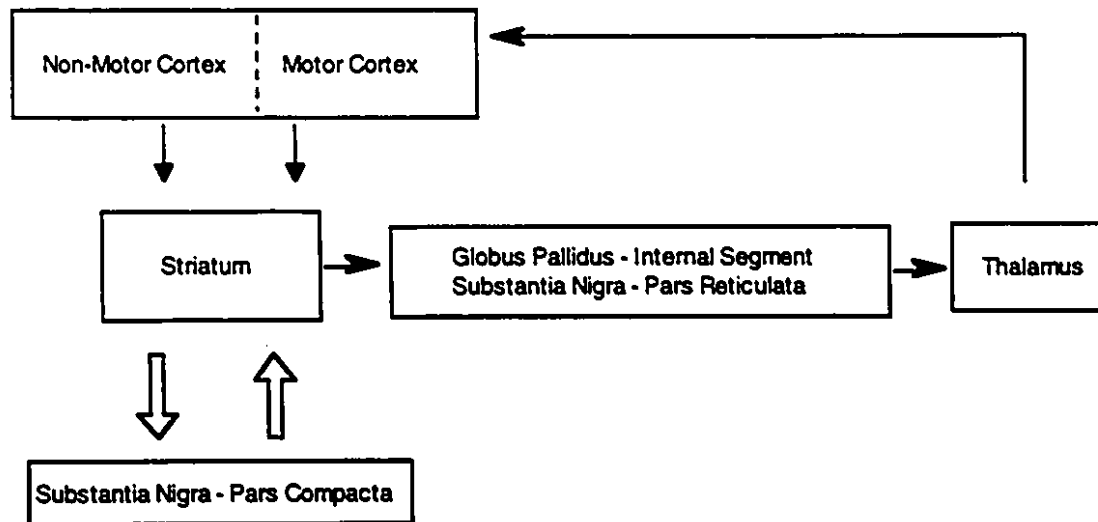 Non-Motor Cortex
Motor Cortex
Striatum
Globus Pallidus - Internal Segment
Substantia Nigra - Pars Reticulata
Thalamus
Substantia Nigra - Pars Compacta